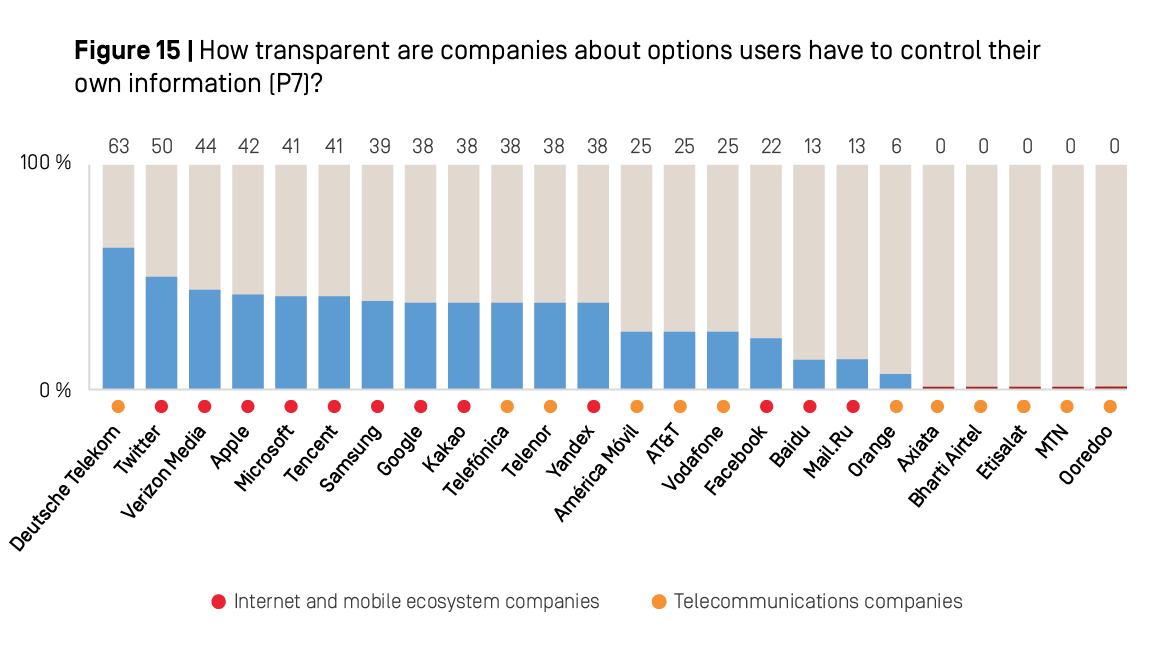 Figure 15 | How transparent are companies about options users have to control their
own information (P7)?
63 50 44 42 41 41 39 38 38 38 38 38 25 25 25 22 13 13 6 0 0 0 0 0
100 %
0 %
Deutsche Telekom
Twitter
Verizon Media
Apple
Microsoft
Tencent
Samsung
Google
Kakao
Telefónica
Telenor
Yandex
América Móvil
AT&T
Vodafone
Facebook
Baidu
Mail.Ru
Orange
Axiata
Bharti Airtel
Etisalat
MTN
Ooredoo
Internet and mobile ecosystem companies
Telecommunications companies